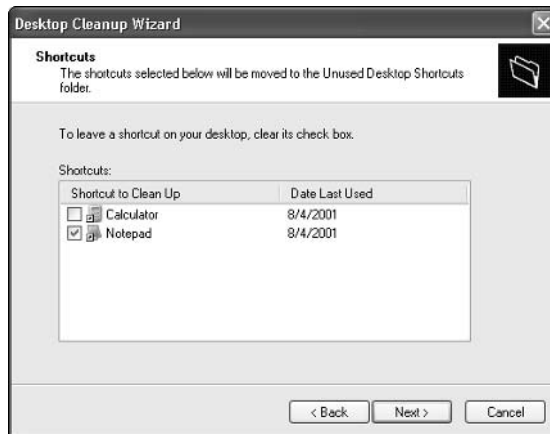 Desktop Cleanup Wizard
Shortcuts
The shortcuts selected below will be moved to the Unused Desktop Shortcuts
folder.
To leave a shortcut on your desktop, clear its check box.
Shortcuts:
Shortcut to Clean Up Date Last Used
Calculator 8/4/2001
Notepad 8/4/2001
< Back Next > Cancel